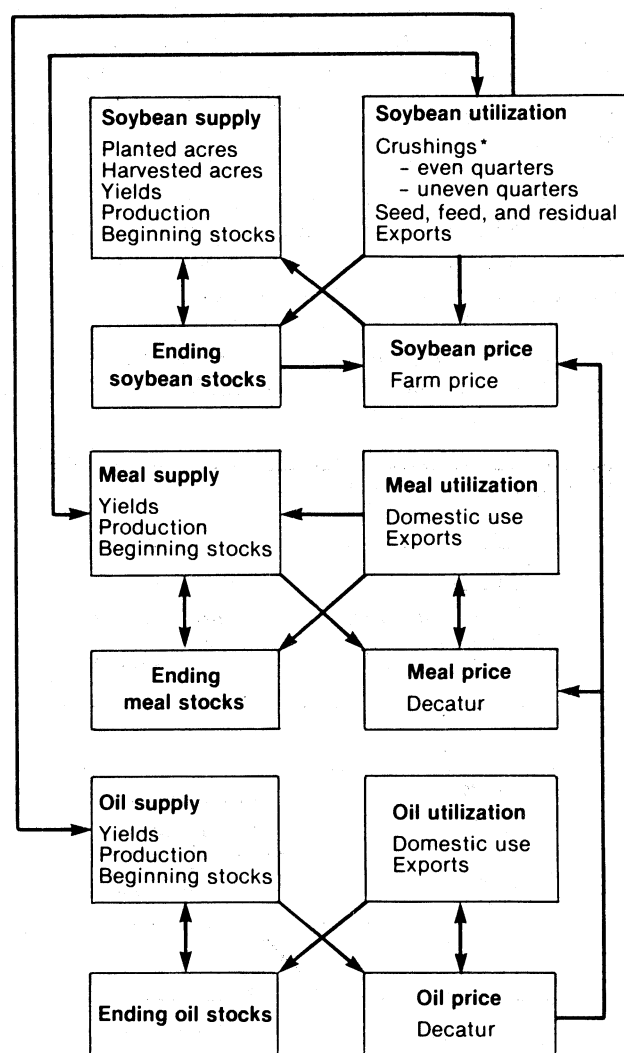 Soybean supply
Planted acres
Harvested acres
Yields
Production
Beginning stocks
Soybean utilization
Crushings*
– even quarters
– uneven quarters
Seed, feed, and residual
Exports
Ending
soybean stocks
Soybean price
Farm price
Meal supply
Yields
Production
Beginning stocks
Meal utilization
Domestic use
Exports
Ending
meal stocks
Meal price
Decatur
Oil supply
Yields
Production
Beginning stocks
Oil utilization
Domestic use
Exports
Ending oil stocks
Oil price
Decatur